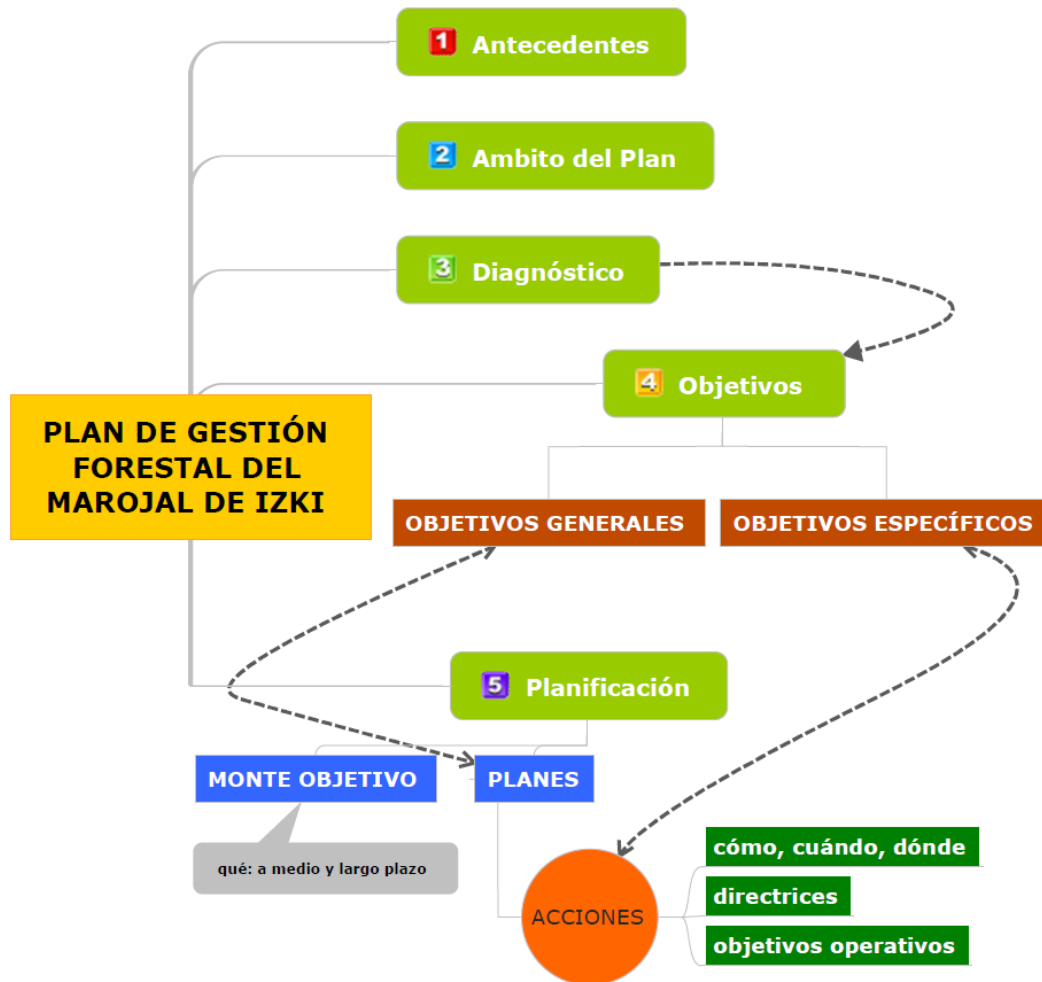 1 Antecedentes
2 Ambito del Plan
3 Diagnóstico
4 Objetivos
PLAN DE GESTIÓN
FORESTAL DEL
MAROJAL DE IZKI
OBJETIVOS GENERALES
OBJETIVOS ESPECÍFICOS
5 Planificación
MONTE OBJETIVO
PLANES
qué: a medio y largo plazo
ACCIONES
cómo, cuándo, dónde
directrices
objetivos operativos